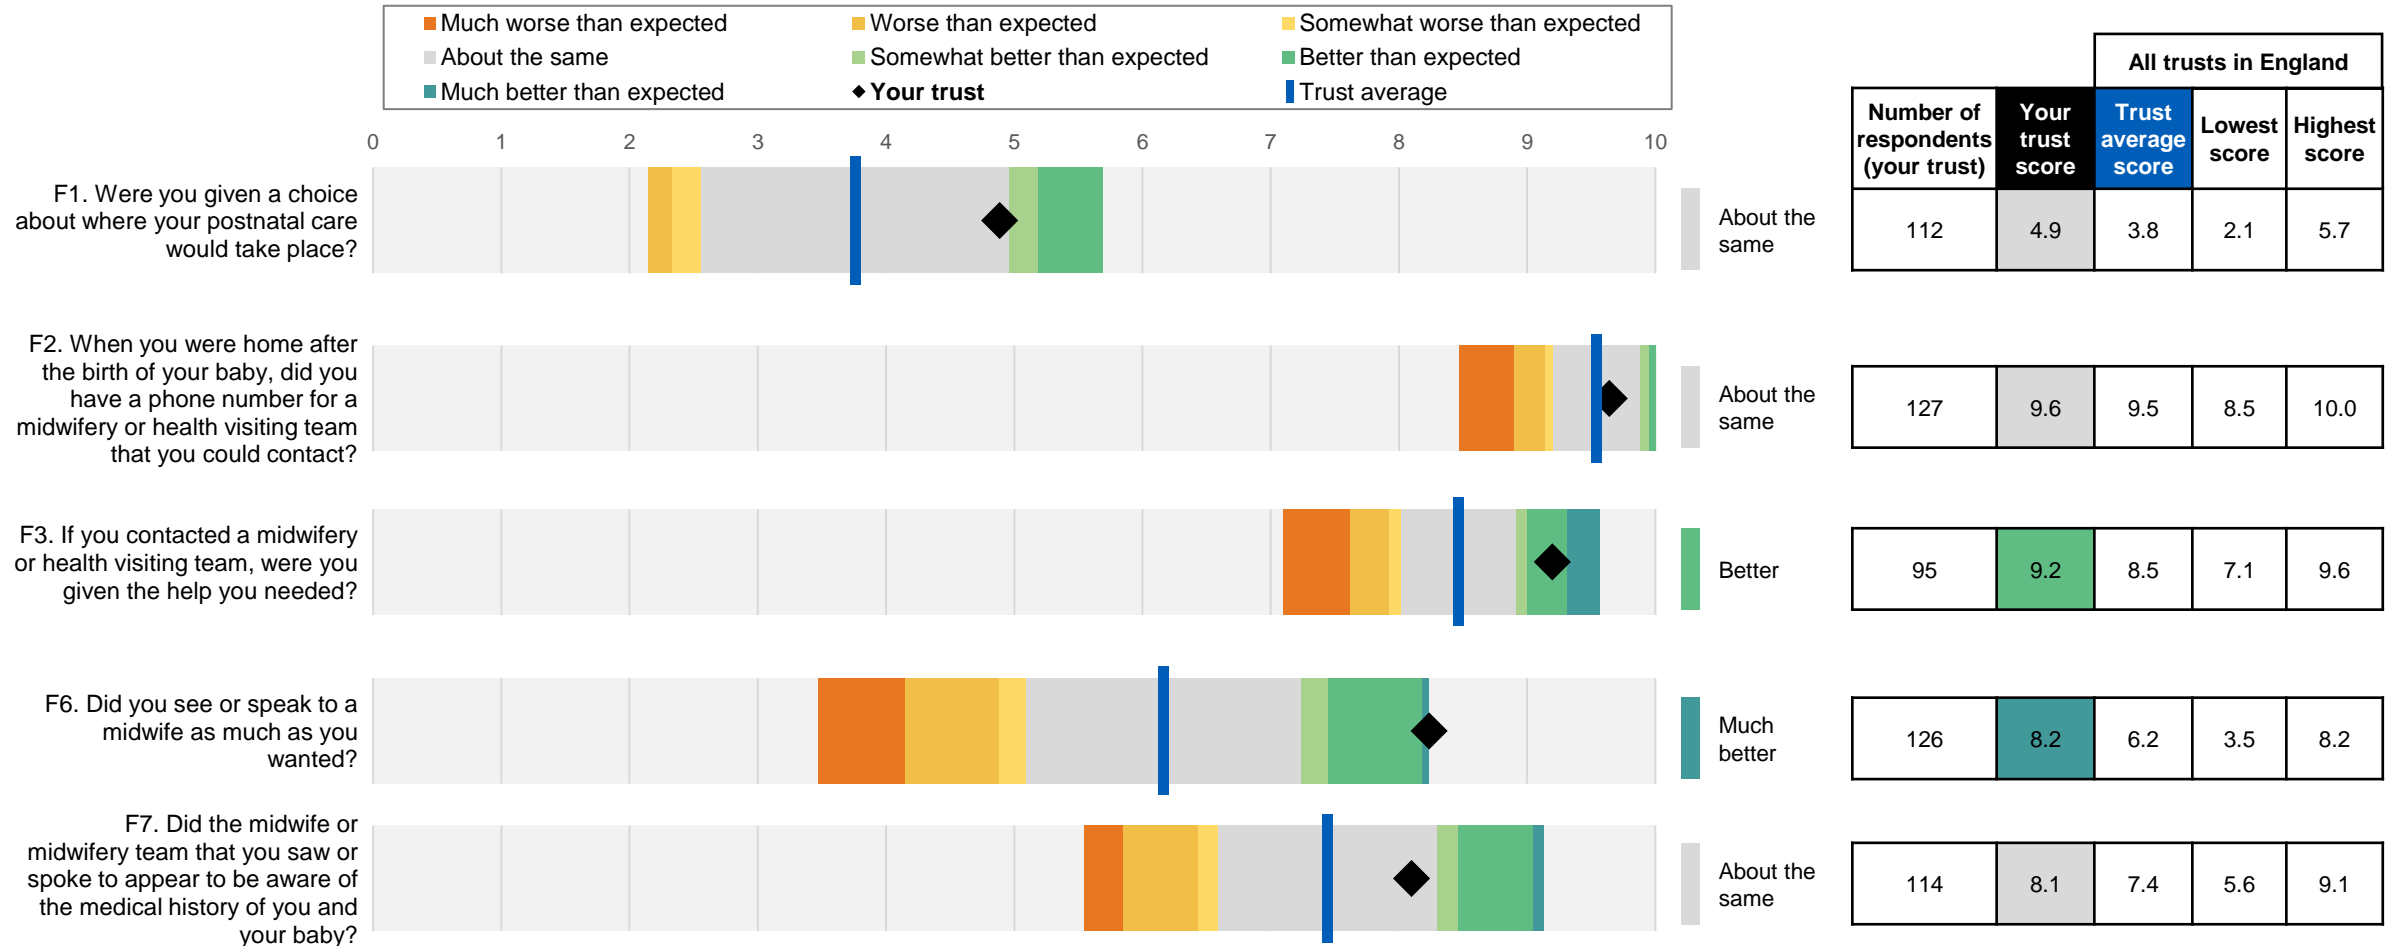 Much worse than expected
Worse than expected
Somewhat worse than expected
About the same
Somewhat better than expected
Better than expected
Much better than expected
Your trust
Trust average
All trusts in England
Number of
respondents
(your trust)
Your
trust
score
Trust
average
score
Lowest
score
Highest
score
0 1 2 3 4 5 6 7 8 9 10
F1. Were you given a choice
about where your postnatal care
would take place?
About the
same
112 4.9 3.8 2.1 5.7
F2. When you were home after
the birth of your baby, did you
have a phone number for a
midwifery or health visiting team
that you could contact?
About the
same
127 9.6 9.5 8.5 10.0
F3. If you contacted a midwifery
or health visiting team, were you
given the help you needed?
Better
95 9.2 8.5 7.1 9.6
F6. Did you see or speak to a
midwife as much as you
wanted?
Much
better
126 8.2 6.2 3.5 8.2
F7. Did the midwife or
midwifery team that you saw or
spoke to appear to be aware of
the medical history of you and
your baby?
About the
same
114 8.1 7.4 5.6 9.1